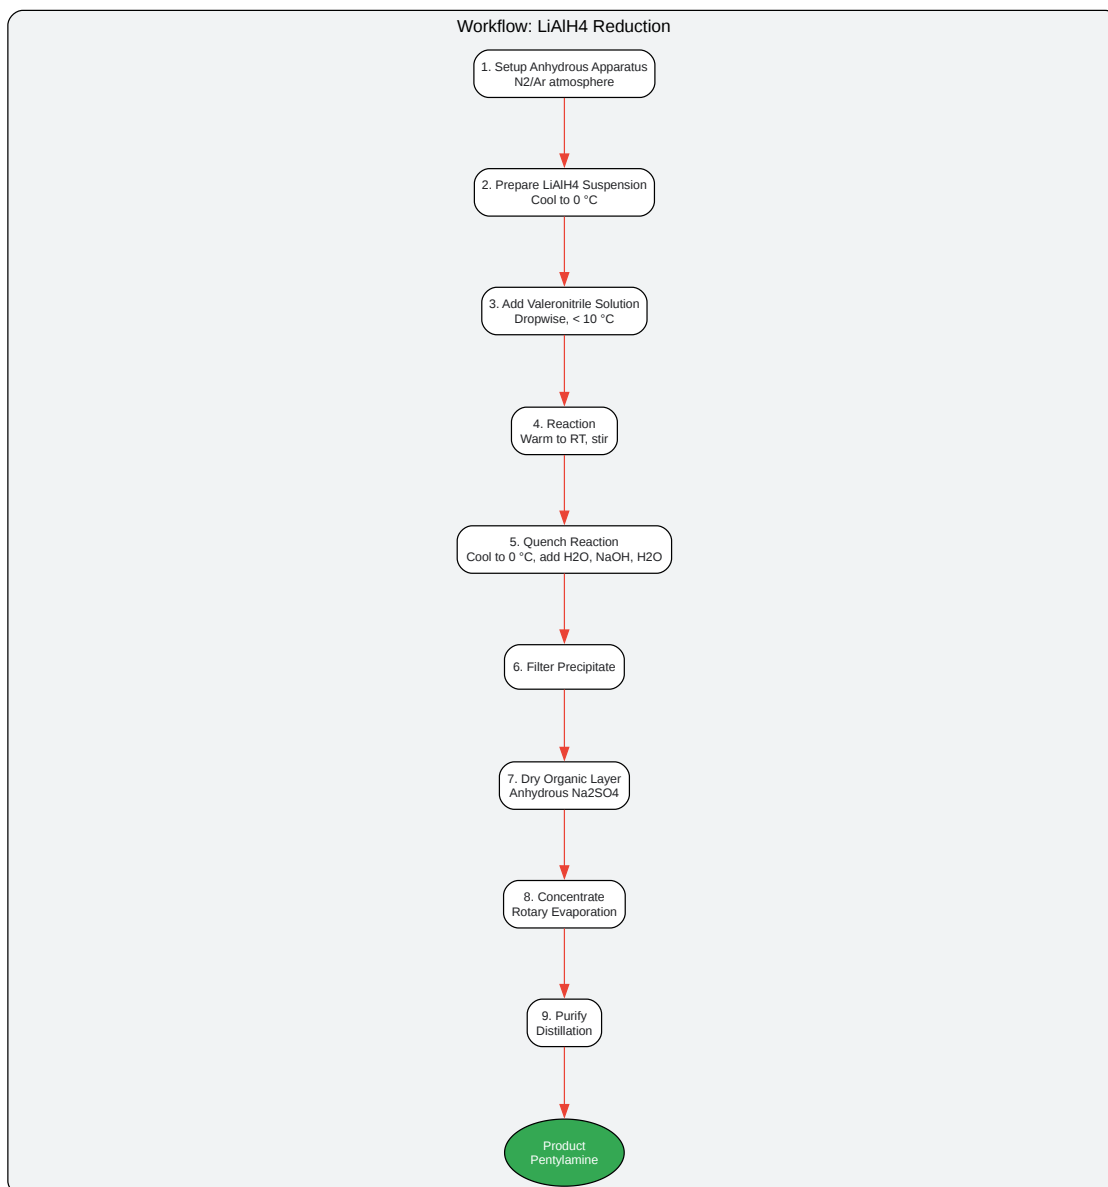 Workflow: LiAlH4 Reduction
1. Setup Anhydrous Apparatus
N2/Ar atmosphere
2. Prepare LiAlH4 Suspension
Cool to 0 °C
3. Add Valeronitrile Solution
Dropwise, < 10 °C
4. Reaction
Warm to RT, stir
5. Quench Reaction
Cool to 0 °C, add H2O, NaOH, H2O
6. Filter Precipitate
7. Dry Organic Layer
Anhydrous Na2SO4
8. Concentrate
Rotary Evaporation
9. Purify
Distillation
Product
Pentylamine